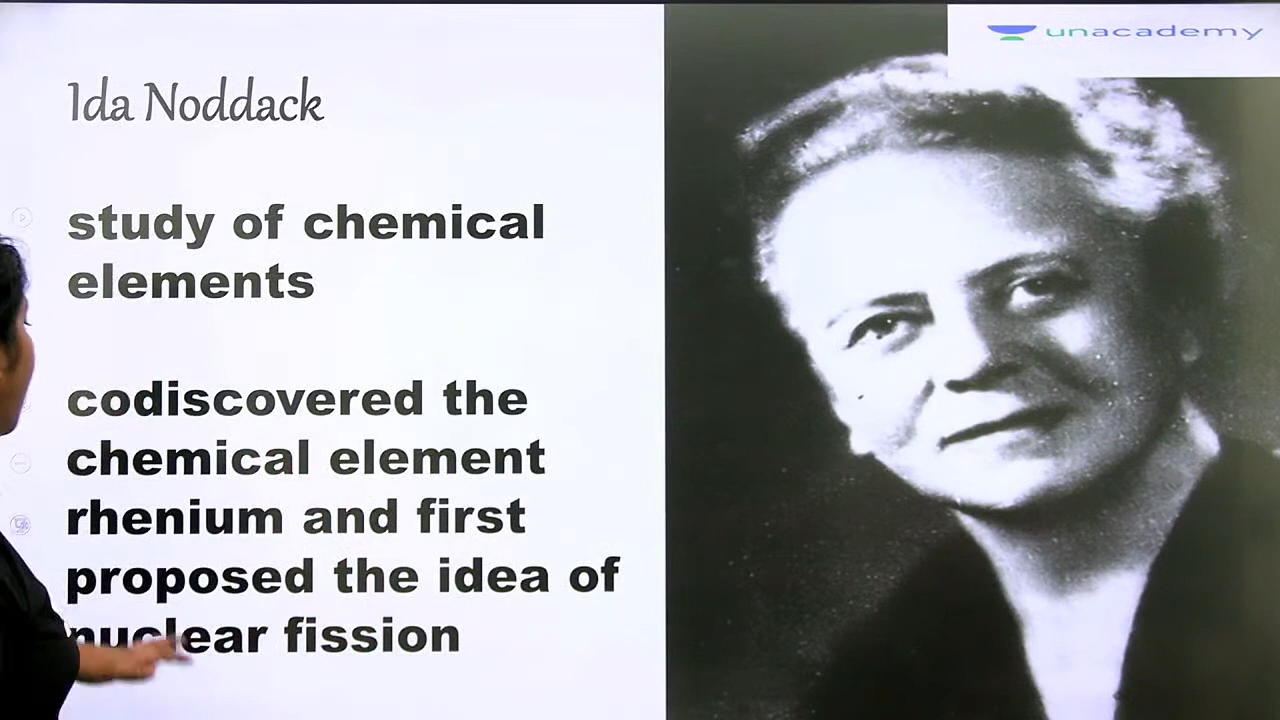 unacademy
Ida Noddack
study of chemical
elements
codiscovered the
chemical element
rhenium and first
proposed the idea of
nuclear fission